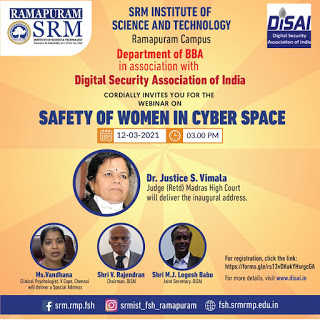 RAMAPURAM
SRM
SRM INSTITUTE OF
SCIENCE AND TECHNOLOGY
Ramapuram Campus
DiSAI
Digital Security
Association of India
Department of BBA
in association with
Digital Security Association of India
CORDIALLY INVITES YOU FOR THE
WEBINAR ON
SAFETY OF WOMEN IN CYBER SPACE
12-03-2021
03.00 PM
Dr. Justice S. Vimala
Judge (Retd) Madras High Court
will deliver the inaugural address.
Ms.Vandhana
Clinical Psychologist V Cope, Chennai
will deliver a Special Address
Shri V. Rajendran
Chairman, DiSAI
Shri M.J. Logesh Babu
Joint Secretary, DiSAI
For registration, click the link:
For more details, visit www.disai.in
srm.rmp.fsh
srmist_fsh_ramapuram
fsh.srmrmp.edu.in